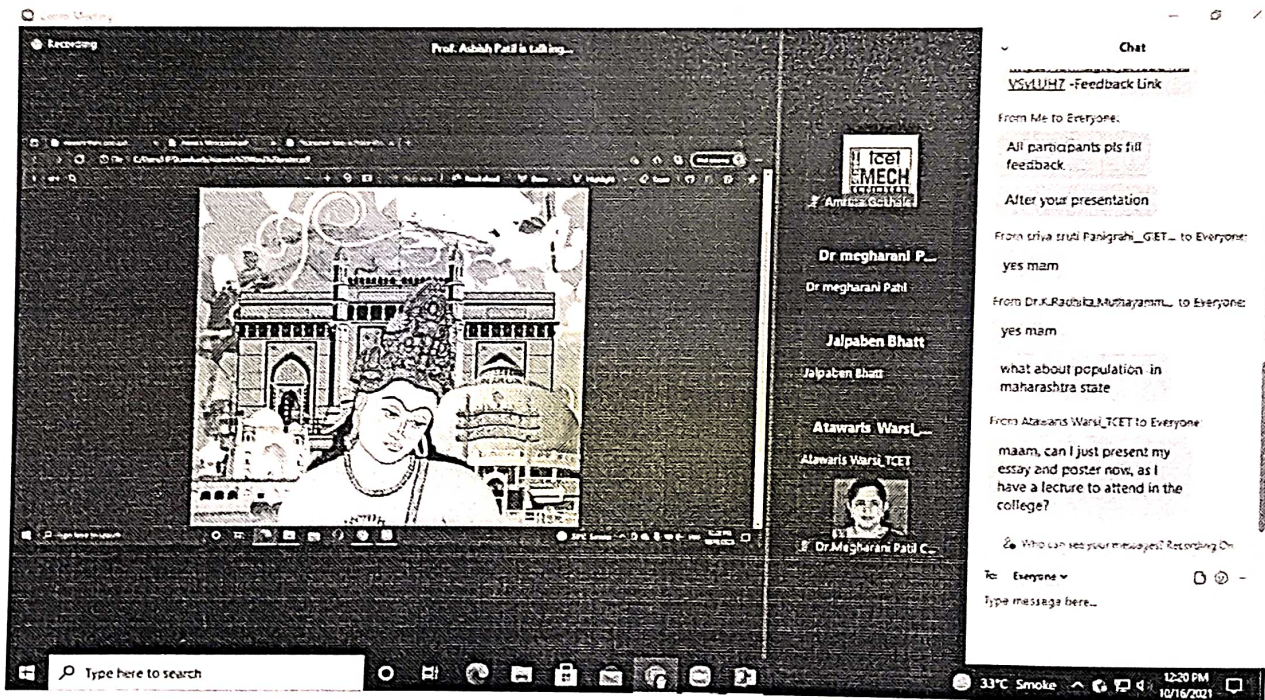 Zoom Meeting
Recording
Prof. Ashish Patil is talking...
tcet
MECH
Dr megharani P...
Dr megharani Patil
Jalpaben Bhatt
Jalpaben Bhatt
Atawaris Warsi_...
Atawaris Warsi_TCET
Dr.Megharani Patil C...
Chat
VSvLUH7 -Feedback Link
From Me to Everyone:
All participants pls fill
feedback
After your presentation
From sriya sruti Panigrahi_GIET_... to Everyone:
yes mam
From Dr.K.Radhika,Muthayamm... to Everyone:
yes mam
what about population in
maharashtra state
From Atawaris Warsi_TCET to Everyone:
maam, can I just present my
essay and poster now, as I
have a lecture to attend in the
college?
Who can see your messages? Recording On
To: Everyone
Type message here...
Type here to search
33°C Smoke
12:20 PM
10/16/2021